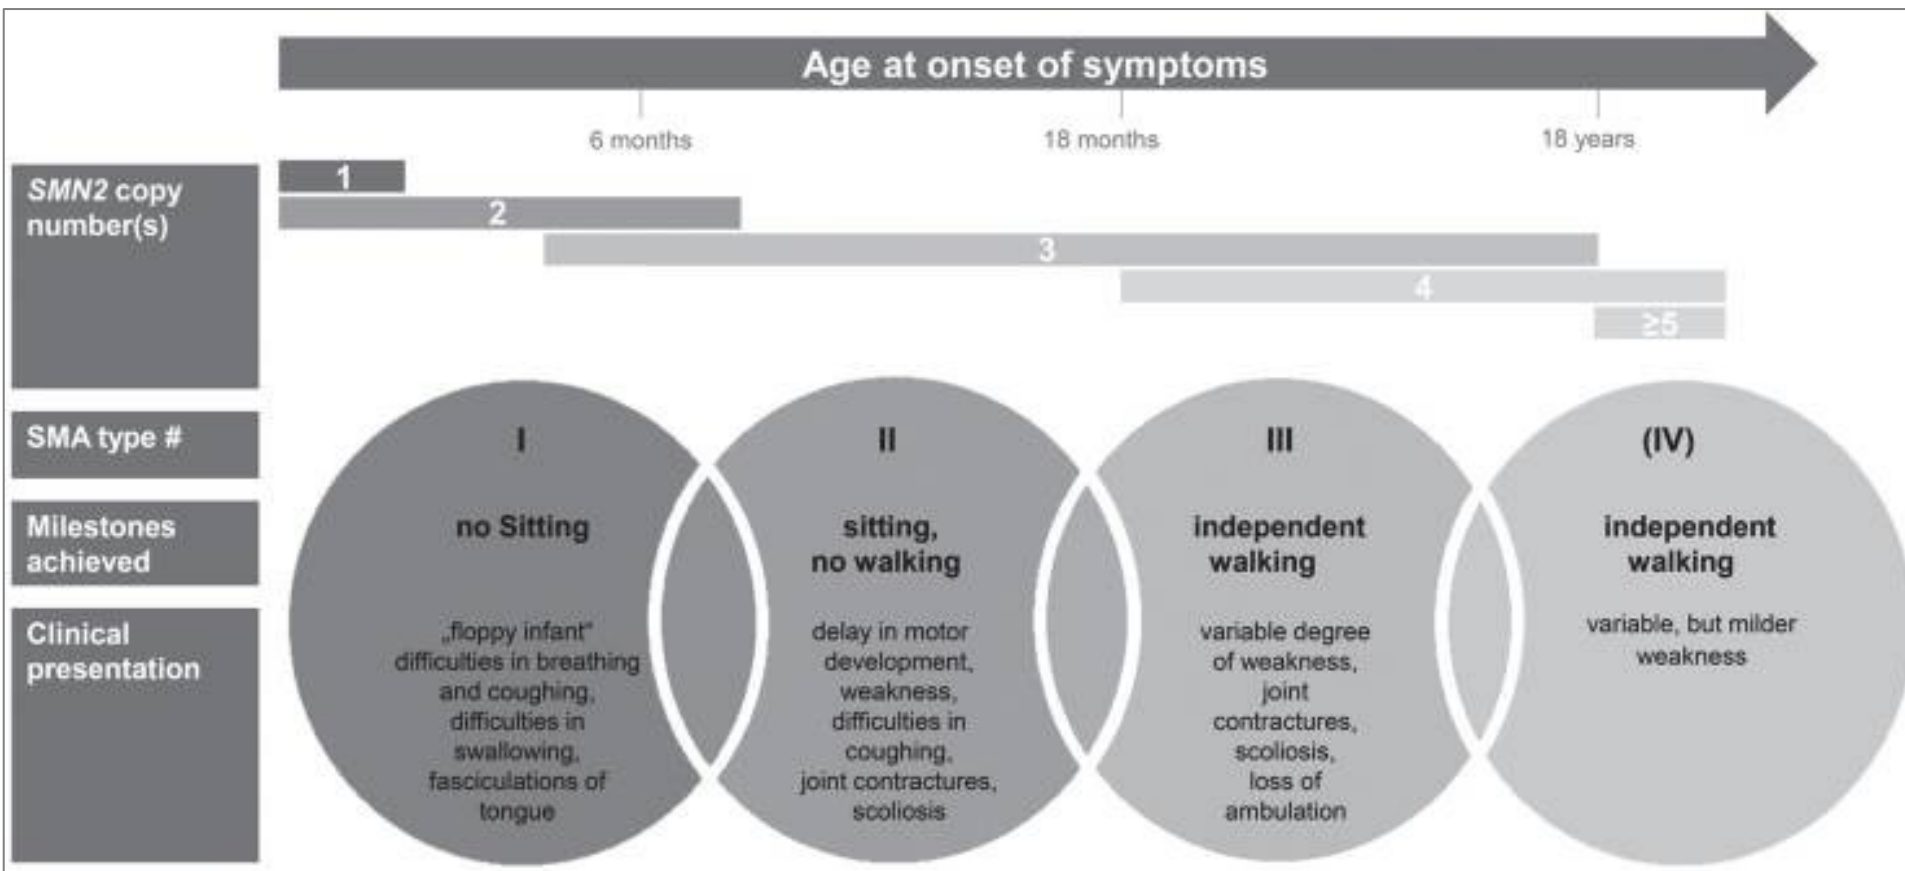 Age at onset of symptoms
6 months
18 months
18 years
SMN2 copy
number(s)
1
2
3
4
≥5
SMA type #
I
II
III
(IV)
Milestones
achieved
no Sitting
sitting,
no walking
independent
walking
independent
walking
Clinical
presentation
„floppy infant“
difficulties in breathing
and coughing,
difficulties in
swallowing,
fasciculations of
tongue
delay in motor
development,
weakness,
difficulties in
coughing,
joint contractures,
scoliosis
variable degree
of weakness,
joint
contractures,
scoliosis,
loss of
ambulation
variable, but milder
weakness